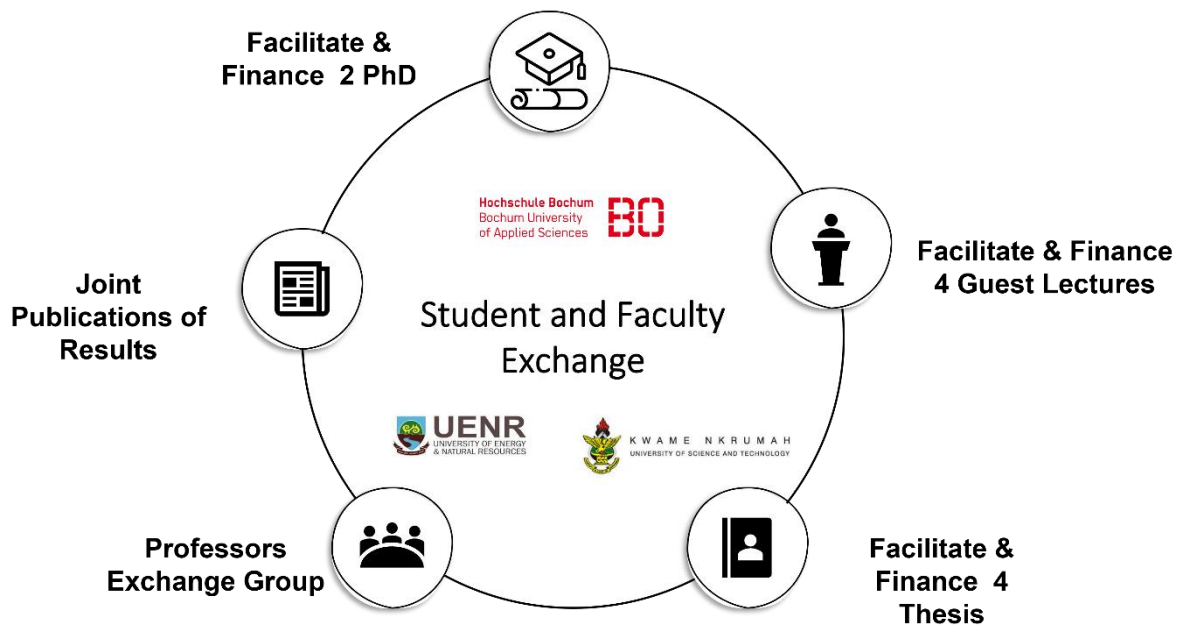 Facilitate &
Finance 2 PhD
Hochschule Bochum
Bochum University
of Applied Sciences
BO
Facilitate & Finance
4 Guest Lectures
Joint
Publications of
Results
Student and Faculty
Exchange
UENR
UNIVERSITY OF ENERGY
& NATURAL RESOURCES
KWAME NKRUMAH
UNIVERSITY OF SCIENCE AND TECHNOLOGY
Professors
Exchange Group
Facilitate &
Finance 4
Thesis